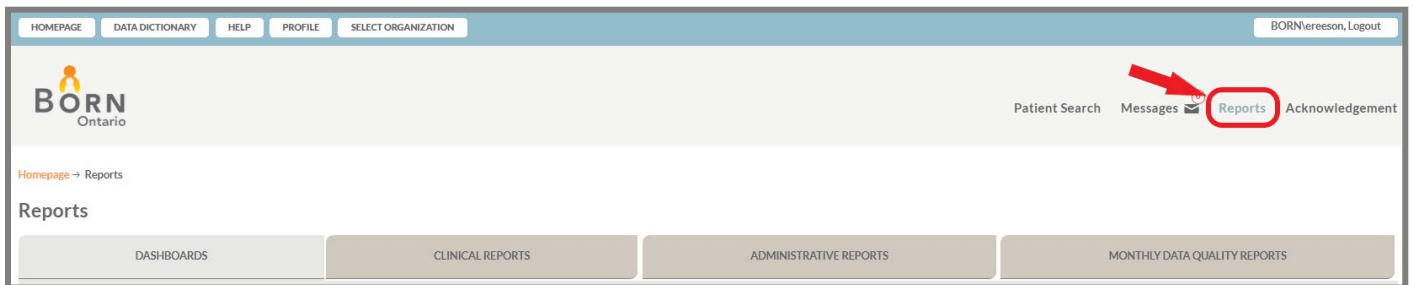 HOMEPAGE DATA DICTIONARY HELP PROFILE SELECT ORGANIZATION BORN\ereeson, Logout
BORN
Ontario
Patient Search Messages Reports Acknowledgement
Homepage → Reports
Reports
DASHBOARDS CLINICAL REPORTS ADMINISTRATIVE REPORTS MONTHLY DATA QUALITY REPORTS